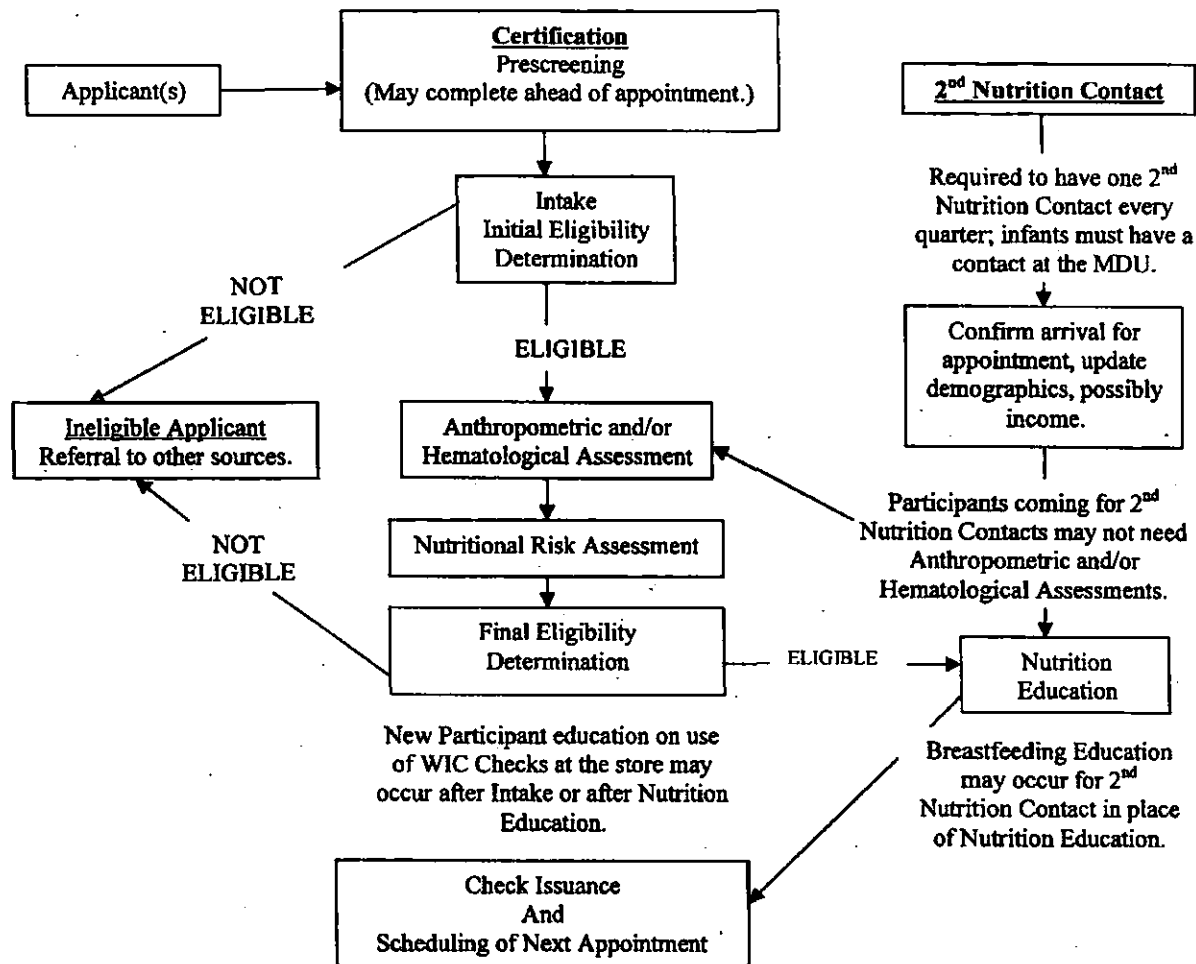 Certification
Prescreening
(May complete ahead of appointment.)
Applicant(s)
Intake
Initial Eligibility
Determination
NOT
ELIGIBLE
ELIGIBLE
Ineligible Applicant
Referral to other sources.
Anthropometric and/or
Hematological Assessment
NOT
ELIGIBLE
Nutritional Risk Assessment
Final Eligibility
Determination
ELIGIBLE
New Participant education on use
of WIC Checks at the store may
occur after Intake or after Nutrition
Education.
Check Issuance
And
Scheduling of Next Appointment
2nd Nutrition Contact
Required to have one 2nd
Nutrition Contact every
quarter; infants must have a
contact at the MDU.
Confirm arrival for
appointment, update
demographics, possibly
income.
Participants coming for 2nd
Nutrition Contacts may not need
Anthropometric and/or
Hematological Assessments.
Nutrition
Education
Breastfeeding Education
may occur for 2nd
Nutrition Contact in place
of Nutrition Education.